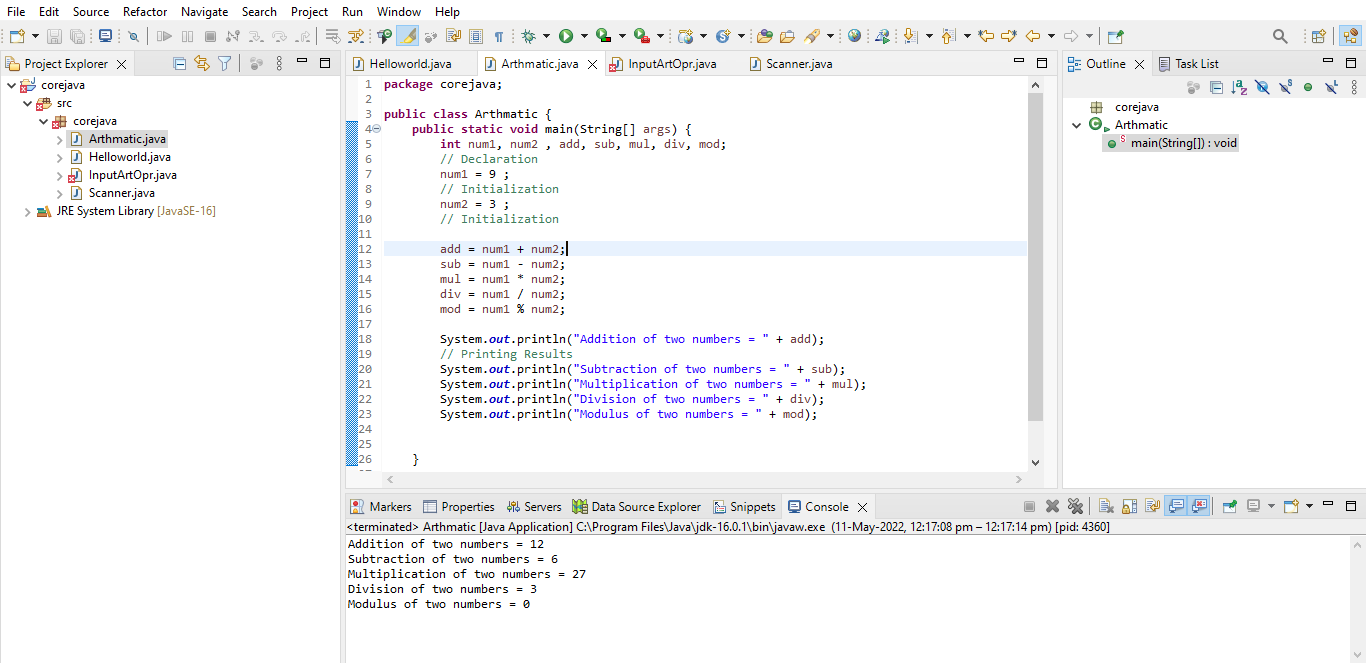 File Edit Source Refactor Navigate Search Project Run Window Help
Project Explorer
corejava
src
corejava
Arthmatic.java
Helloworld.java
InputArtOpr.java
Scanner.java
JRE System Library [JavaSE-16]
Helloworld.java Arthmatic.java InputArtOpr.java Scanner.java
1 package corejava;
2
3 public class Arthmatic {
4 public static void main(String[] args) {
5 int num1, num2 , add, sub, mul, div, mod;
6 // Declaration
7 num1 = 9 ;
8 // Initialization
9 num2 = 3 ;
10 // Initialization
11
12 add = num1 + num2;
13 sub = num1 - num2;
14 mul = num1 * num2;
15 div = num1 / num2;
16 mod = num1 % num2;
17
18 System.out.println("Addition of two numbers = " + add);
19 // Printing Results
20 System.out.println("Subtraction of two numbers = " + sub);
21 System.out.println("Multiplication of two numbers = " + mul);
22 System.out.println("Division of two numbers = " + div);
23 System.out.println("Modulus of two numbers = " + mod);
24
25
26 }
Outline Task List
corejava
Arthmatic
main(String[]) : void
Markers Properties Servers Data Source Explorer Snippets Console
<terminated> Arthmatic [Java Application] C:\Program Files\Java\jdk-16.0.1\bin\javaw.exe (11-May-2022, 12:17:08 pm – 12:17:14 pm) [pid: 4360]
Addition of two numbers = 12
Subtraction of two numbers = 6
Multiplication of two numbers = 27
Division of two numbers = 3
Modulus of two numbers = 0